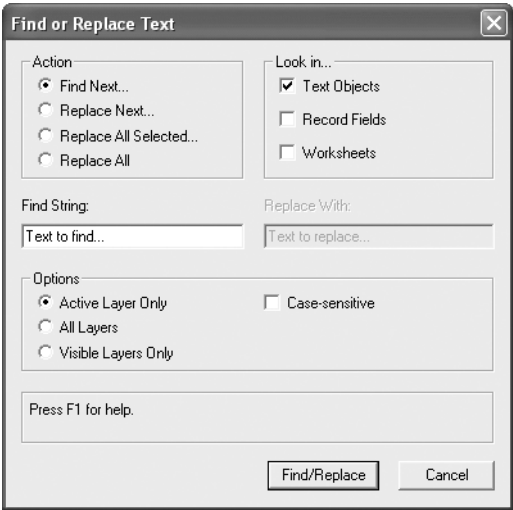 Find or Replace Text
Action
Find Next...
Replace Next...
Replace All Selected...
Replace All
Look in...
Text Objects
Record Fields
Worksheets
Find String:
Text to find...
Replace With:
Text to replace...
Options
Active Layer Only
All Layers
Visible Layers Only
Case-sensitive
Press F1 for help.
Find/Replace
Cancel